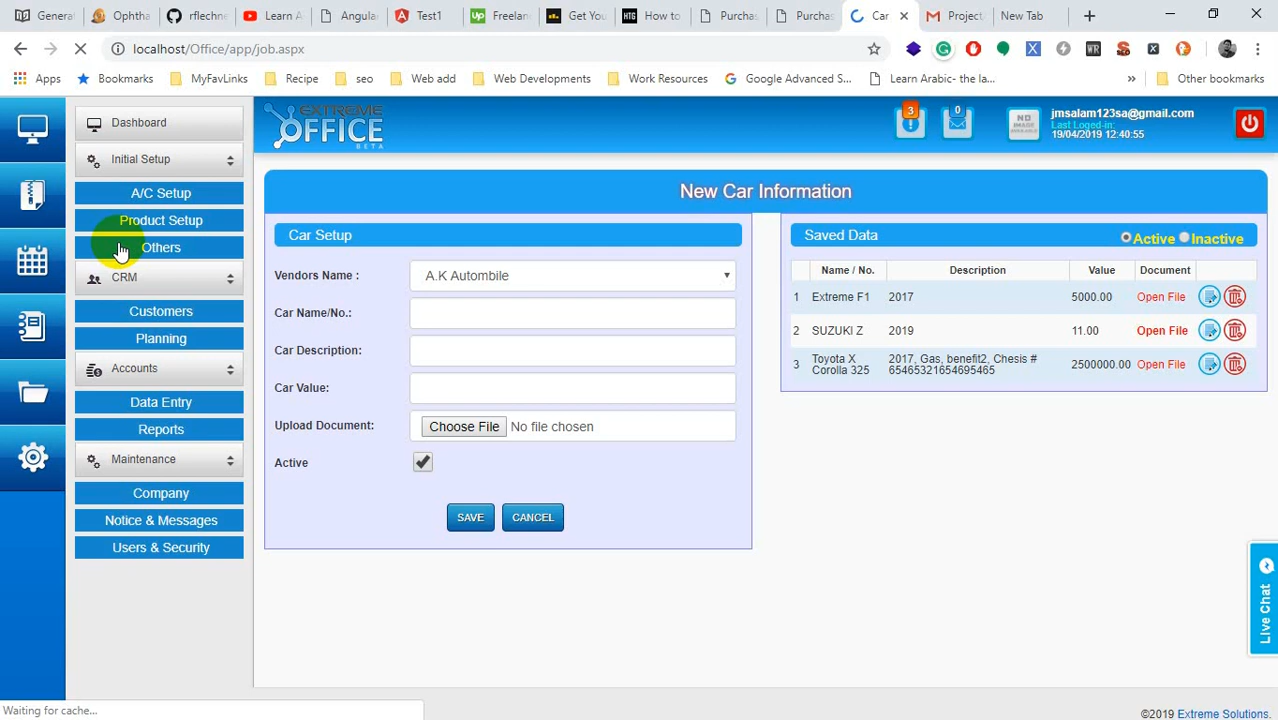 Genera
Ophtha
rflechne
Learn A
Angula
Test1
Freelan
Get You
How to
Purchas
Purcha
Car
Project
New Tab
localhost/Office/app/job.aspx
Apps
Bookmarks
MyFavLinks
Recipe
seo
Web add
Web Developments
Work Resources
Google Advanced S...
Learn Arabic- the la...
»
Other bookmarks
Dashboard
Initial Setup
A/C Setup
Product Setup
Others
CRM
Customers
Planning
Accounts
Data Entry
Reports
Maintenance
Company
Notice & Messages
Users & Security
EXTREME
OFFICE
BETA
3
0
NO IMAGE AVAILABLE
jmsalam123sa@gmail.com
Last Loged-in:
19/04/2019 12:40:55
New Car Information
Car Setup
Vendors Name : A.K Autombile
Car Name/No.:
Car Description:
Car Value:
Upload Document: Choose File No file chosen
Active
SAVE CANCEL
Saved Data Active Inactive
Name / No. Description Value Document
1 Extreme F1 2017 5000.00 Open File
2 SUZUKI Z 2019 11.00 Open File
3 Toyota X Corolla 325 2017, Gas, benefit2, Chesis # 65465321654695465 2500000.00 Open File
Live Chat
Waiting for cache...
©2019 Extreme Solutions.